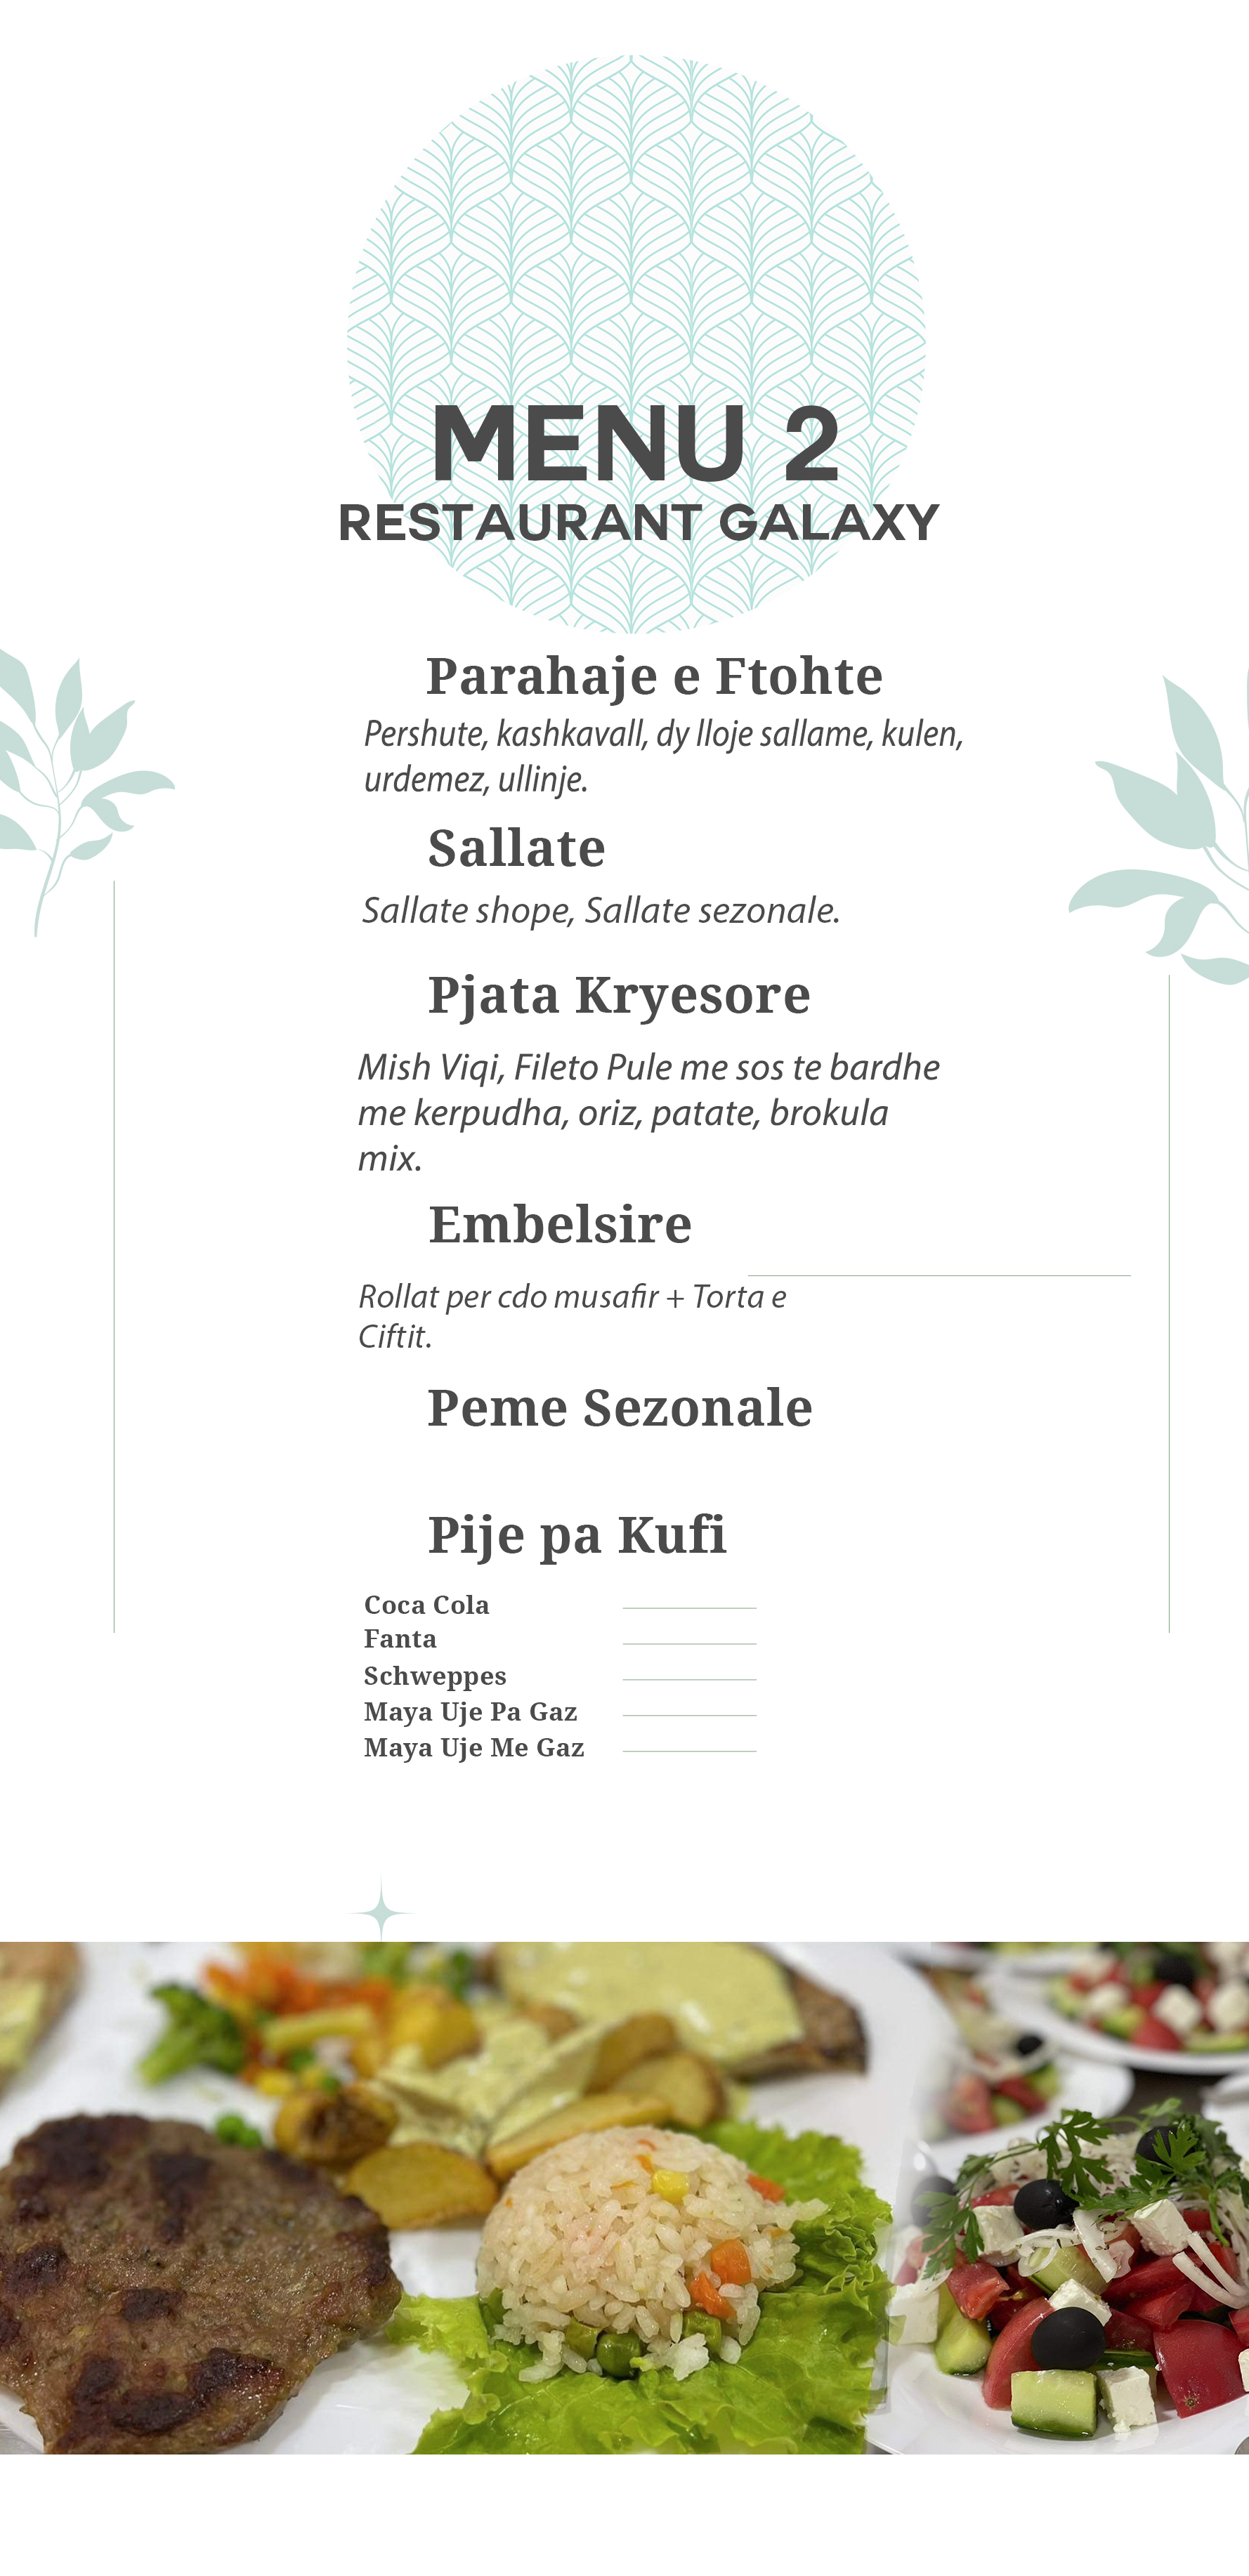 MENU 2
RESTAURANT GALAXY
Parahaje e Ftohte
Pershute, kashkavall, dy lloje sallame, kulen,
urdemez, ullinje.
Sallate
Sallate shope, Sallate sezonale.
Pjata Kryesore
Mish Viqi, Fileto Pule me sos te bardhe
me kerpudha, oriz, patate, brokula
mix.
Embelsire
Rollat per cdo musafir + Torta e
Ciftit.
Peme Sezonale
Pije pa Kufi
Coca Cola
Fanta
Schweppes
Maya Uje Pa Gaz
Maya Uje Me Gaz